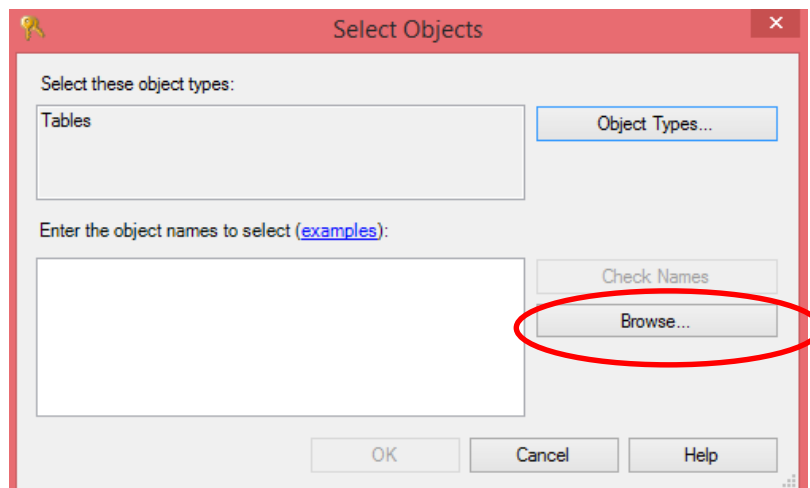 Select Objects
Select these object types:
Tables
Object Types...
Enter the object names to select (examples):
Check Names
Browse...
OK
Cancel
Help